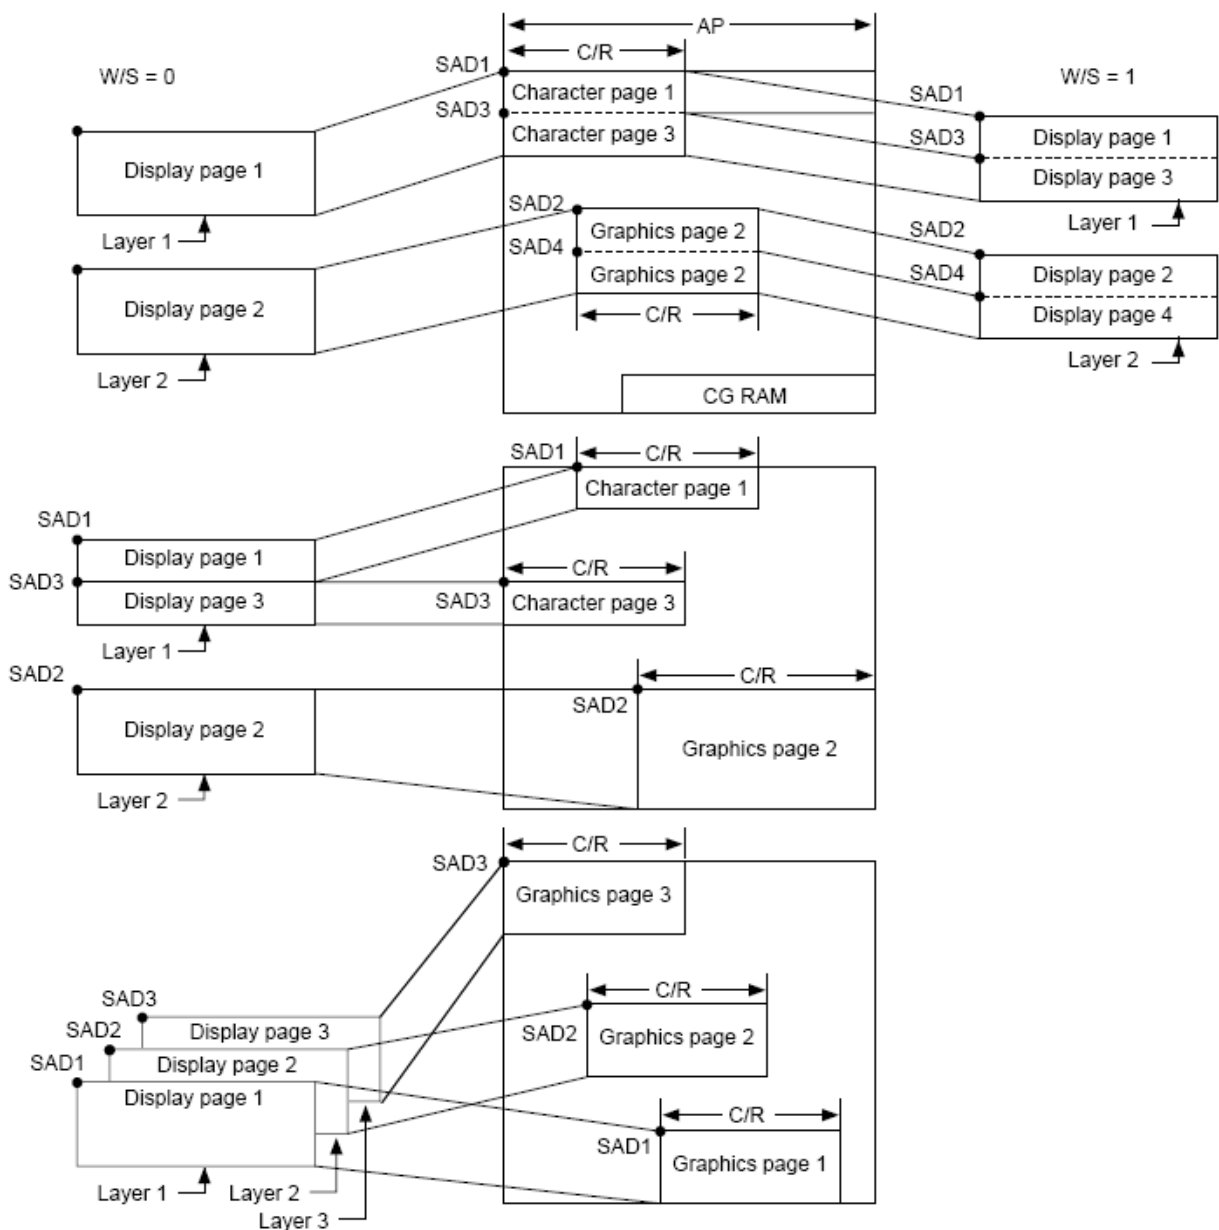 AP
C/R
SAD1
W/S = 0
W/S = 1
Character page 1
SAD1
SAD3
Character page 3
Display page 1
SAD3
Display page 1
Display page 3
SAD2
Layer 1
Layer 1
Graphics page 2
SAD2
SAD4
Graphics page 2
SAD4
Display page 2
Display page 2
C/R
Display page 4
Layer 2
Layer 2
CG RAM
SAD1
C/R
Character page 1
SAD1
Display page 1
SAD3
C/R
Display page 3
SAD3
Character page 3
Layer 1
SAD2
C/R
SAD2
Display page 2
Graphics page 2
Layer 2
C/R
SAD3
Graphics page 3
C/R
SAD3
SAD2
Display page 3
SAD2
Graphics page 2
SAD1
Display page 2
Display page 1
C/R
SAD1
Graphics page 1
Layer 1
Layer 2
Layer 3